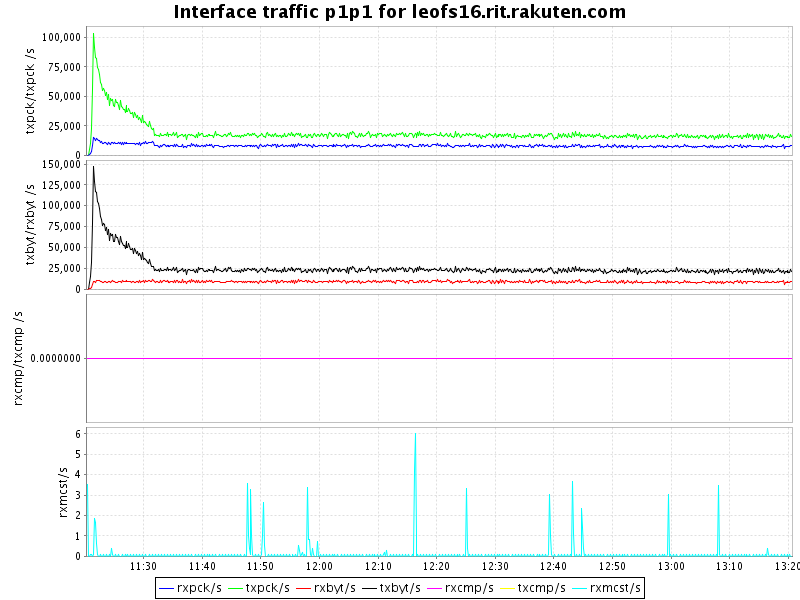 Interface traffic p1p1 for leofs16.rit.rakuten.com
txpck/txpck /s
100,000
75,000
50,000
25,000
0
txbyt/rxbyt /s
150,000
125,000
100,000
75,000
50,000
25,000
0
rxcmp/txcmp /s
0.0000000
rxmcst/s
6
5
4
3
2
1
0
11:30 11:40 11:50 12:00 12:10 12:20 12:30 12:40 12:50 13:00 13:10 13:20
rxpck/s txpck/s rxbyt/s txbyt/s rxcmp/s txcmp/s rxmcst/s